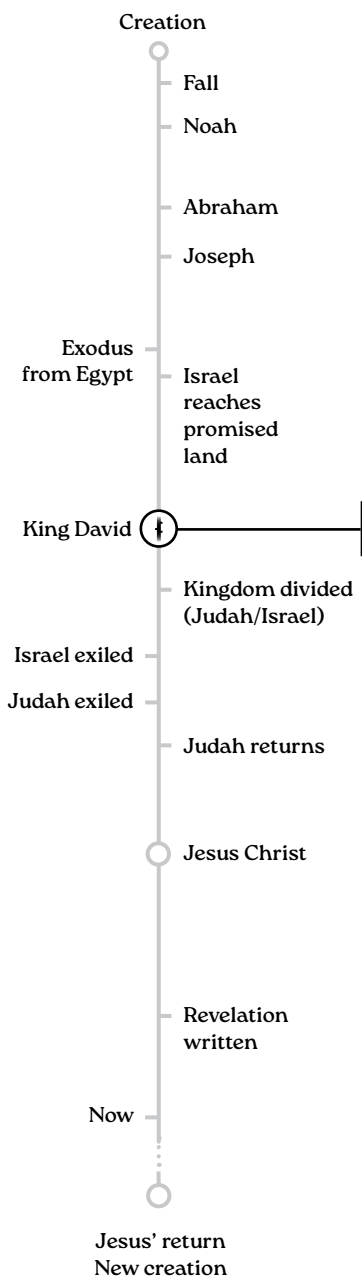 Creation
Fall
Noah
Abraham
Joseph
Exodus
from Egypt
Israel
reaches
promised
land
King David
Kingdom divided
(Judah/Israel)
Israel exiled
Judah exiled
Judah returns
Jesus Christ
Revelation
written
Now
Jesus’ return
New creation